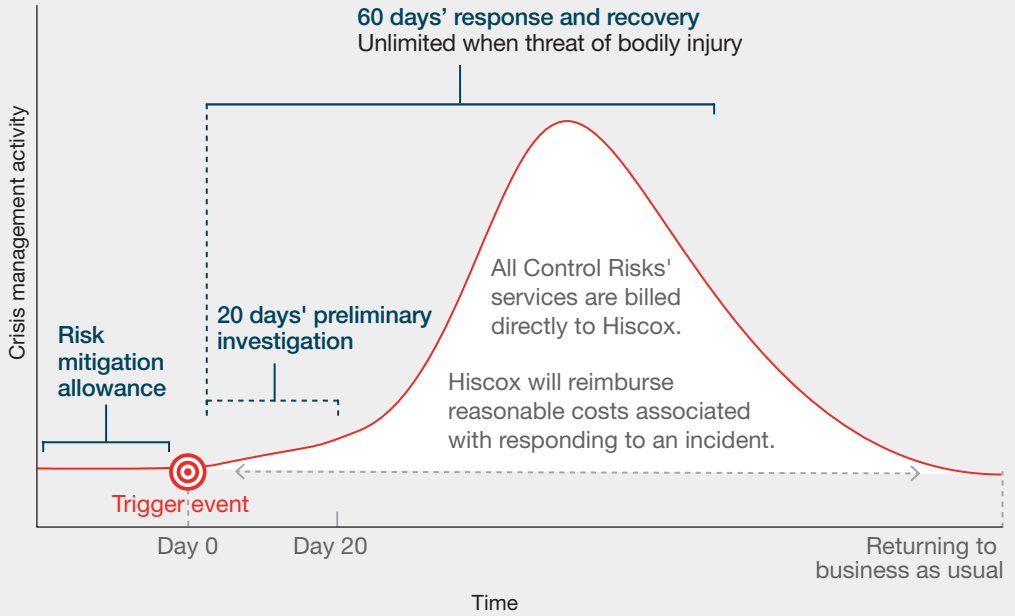 60 days’ response and recovery
Unlimited when threat of bodily injury
Crisis management activity
All Control Risks'
services are billed
directly to Hiscox.
20 days' preliminary
investigation
Risk
mitigation
allowance
Hiscox will reimburse
reasonable costs associated
with responding to an incident.
Trigger event
Day 0
Day 20
Returning to
business as usual
Time